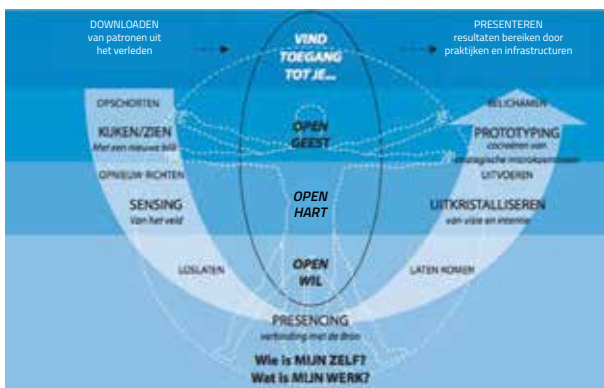 DOWNLOADEN
van patronen uit
het verleden
VIND
TOEGANG
TOT JE...
PRESENTEREN
resultaten bereiken door
praktijken en infrastructuren
OPSCHORTEN
KIJKEN/ZIEN
Met een nieuwe blik
OPNIEUW RICHTEN
SENSING
Van het veld
LOSLATEN
OPEN
GEEST
OPEN
HART
OPEN
WIL
BELICHAMEN
PROTOTYPING
cocreëren van
strategische microkosmossen
UITVOEREN
UITKRISTALLISEREN
van visie en intentie
LATEN KOMEN
PRESENCING
verbinding met de Bron
Wie is MIJN ZELF?
Wat is MIJN WERK?